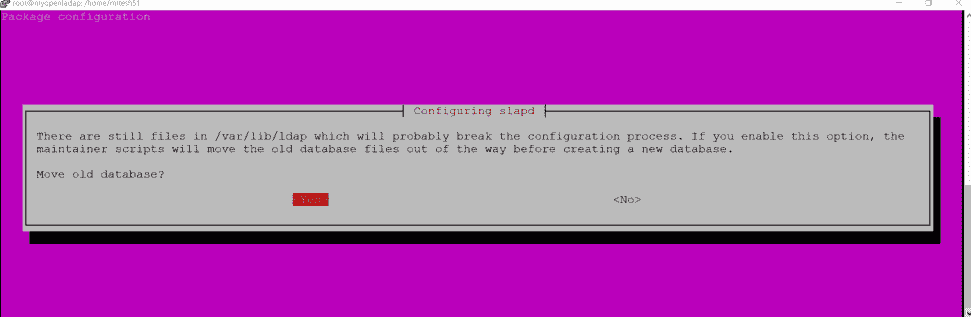 root@myopenladap: /home/mitesh51
Package configuration
Configuring slapd
There are still files in /var/lib/ldap which will probably break the configuration process. If you enable this option, the
maintainer scripts will move the old database files out of the way before creating a new database.
Move old database?
<Yes> <No>